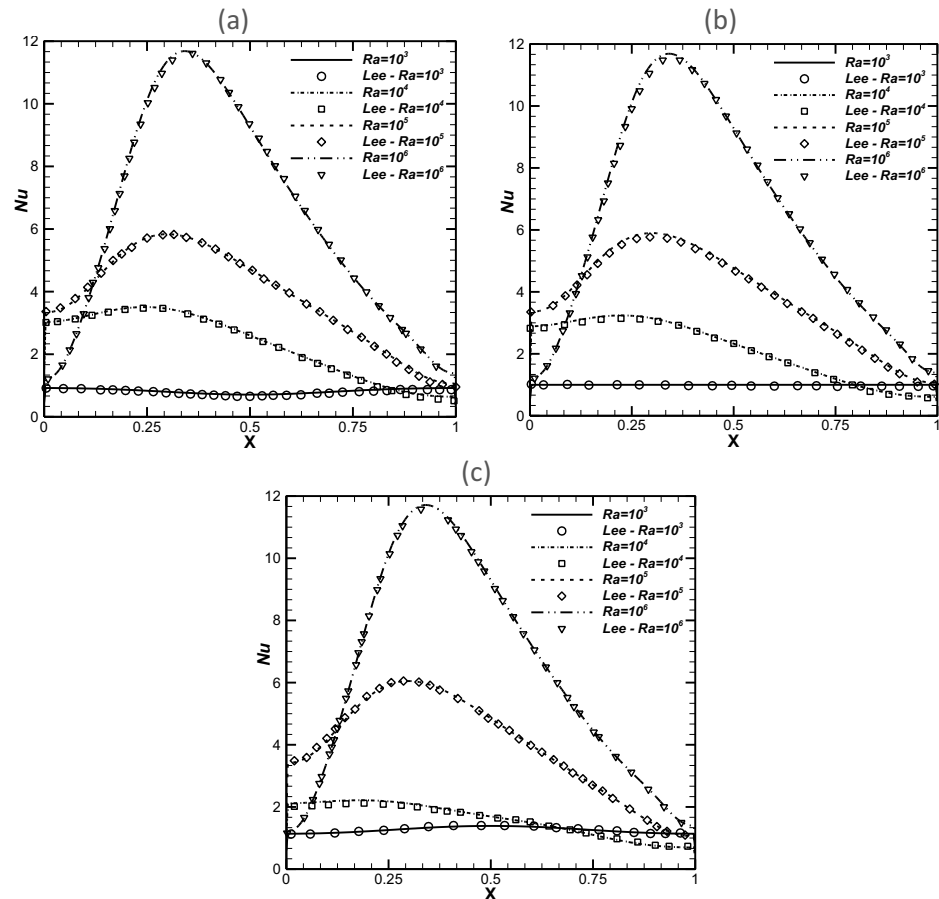 (a)
12
10
8
6
4
2
0
Nu
0
0.25
0.5
0.75
1
X
Ra=10³
Lee - Ra=10³
Ra=10⁴
Lee - Ra=10⁴
Ra=10⁵
Lee - Ra=10⁵
Ra=10⁶
Lee - Ra=10⁶
(b)
12
10
8
6
4
2
0
Nu
0
0.25
0.5
0.75
1
X
Ra=10³
Lee - Ra=10³
Ra=10⁴
Lee - Ra=10⁴
Ra=10⁵
Lee - Ra=10⁵
Ra=10⁶
Lee - Ra=10⁶
(c)
12
10
8
6
4
2
0
Nu
0
0.25
0.5
0.75
1
X
Ra=10³
Lee - Ra=10³
Ra=10⁴
Lee - Ra=10⁴
Ra=10⁵
Lee - Ra=10⁵
Ra=10⁶
Lee - Ra=10⁶